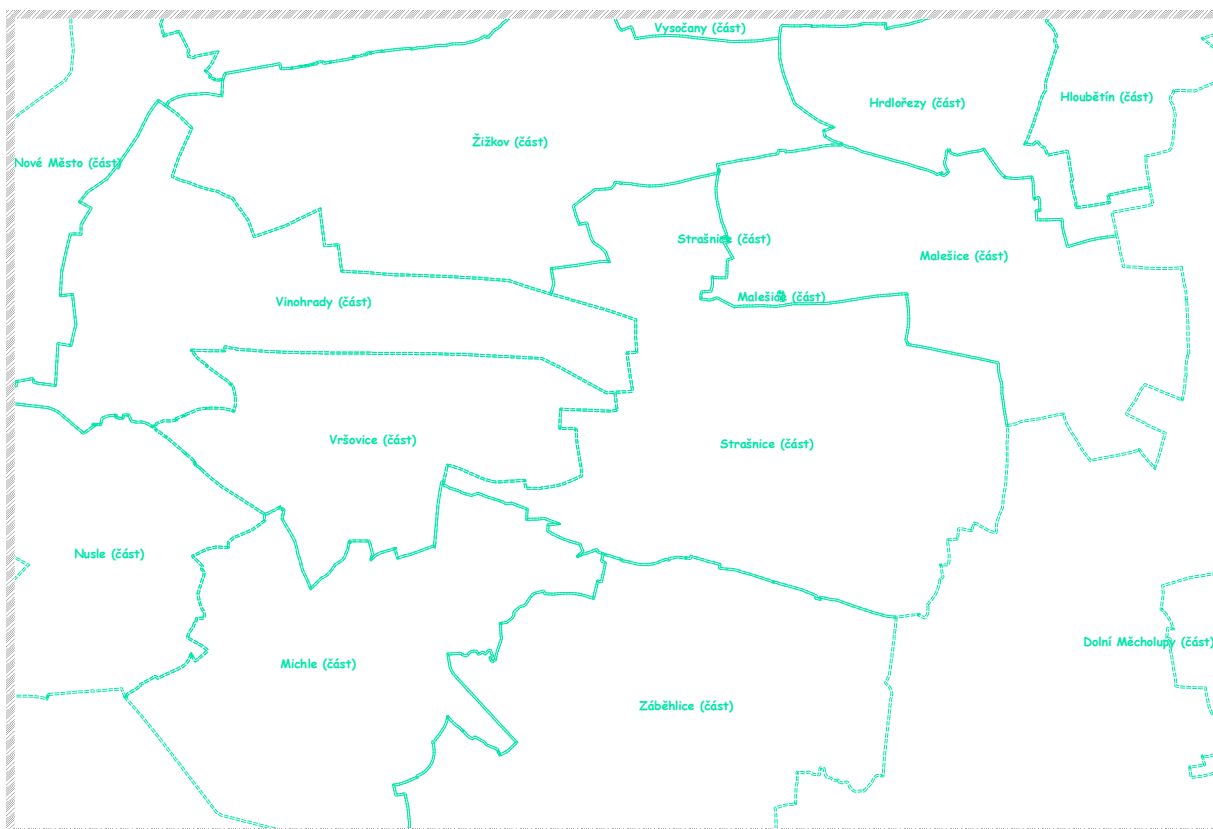 Vysočany (část)
Hloubětín (část)
Hrdlořezy (část)
Žižkov (část)
Nové Město (část)
Strašnice (část)
Malešice (část)
Malešice (část)
Vinohrady (část)
Vršovice (část)
Strašnice (část)
Nusle (část)
Dolní Měcholupy (část)
Michle (část)
Záběhlice (část)